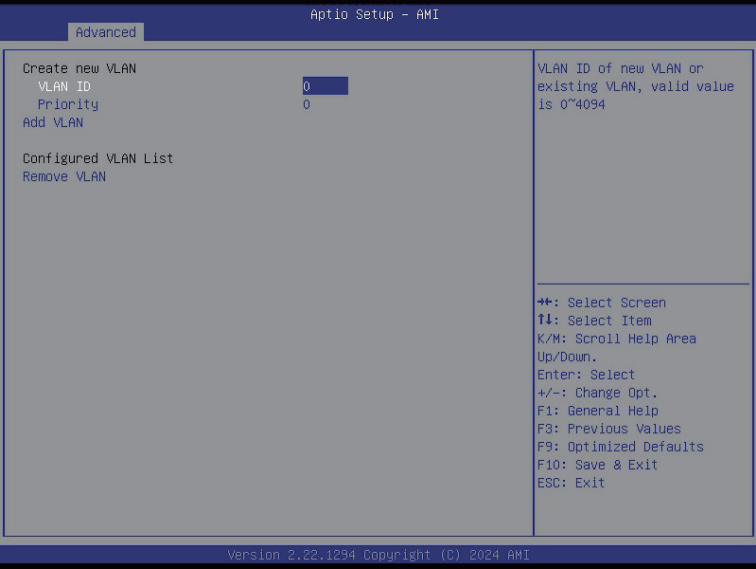 Aptio Setup – AMI
Advanced
Create new VLAN
VLAN ID 0
Priority 0
Add VLAN
Configured VLAN List
Remove VLAN
VLAN ID of new VLAN or
existing VLAN, valid value
is 0~4094
→←: Select Screen
↑↓: Select Item
K/M: Scroll Help Area
Up/Down.
Enter: Select
+/-: Change Opt.
F1: General Help
F3: Previous Values
F9: Optimized Defaults
F10: Save & Exit
ESC: Exit
Version 2.22.1294 Copyright (C) 2024 AMI